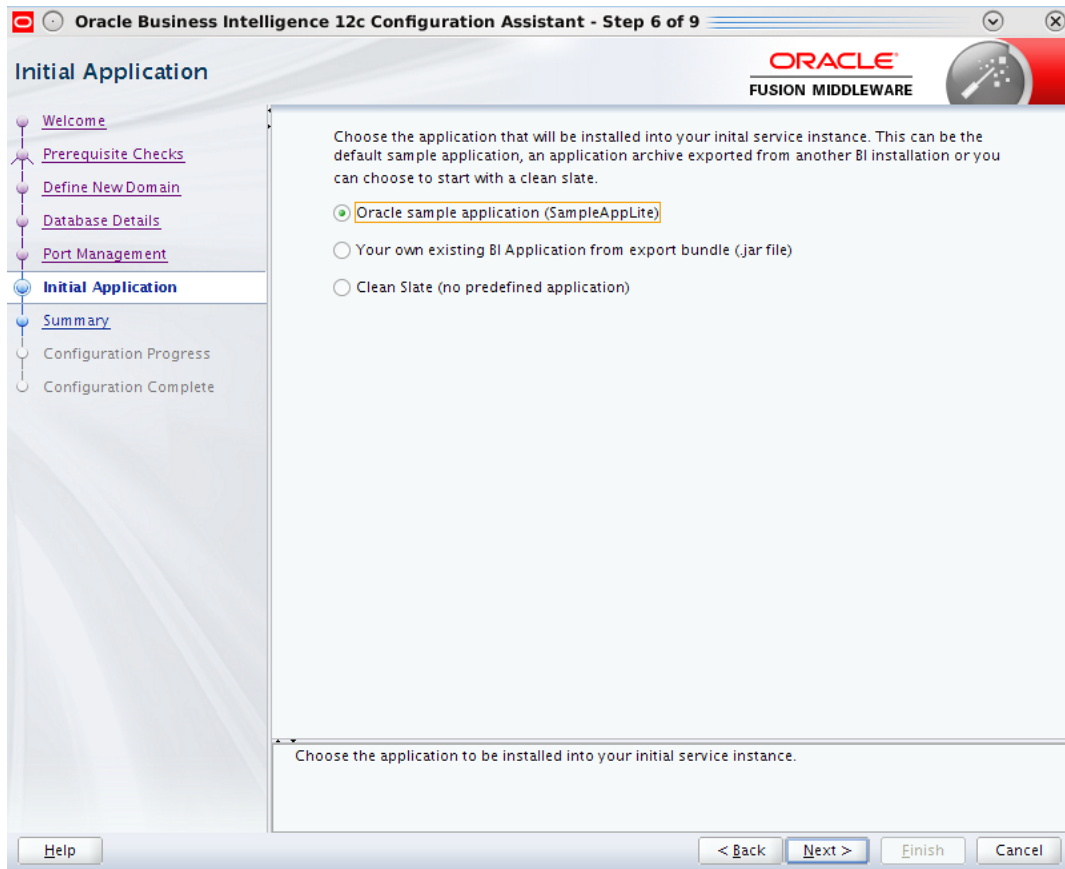 Oracle Business Intelligence 12c Configuration Assistant - Step 6 of 9
Initial Application
ORACLE
FUSION MIDDLEWARE
Welcome
Prerequisite Checks
Define New Domain
Database Details
Port Management
Initial Application
Summary
Configuration Progress
Configuration Complete
Choose the application that will be installed into your inital service instance. This can be the
default sample application, an application archive exported from another BI installation or you
can choose to start with a clean slate.
Oracle sample application (SampleAppLite)
Your own existing BI Application from export bundle (.jar file)
Clean Slate (no predefined application)
Choose the application to be installed into your initial service instance.
Help
< Back
Next >
Finish
Cancel